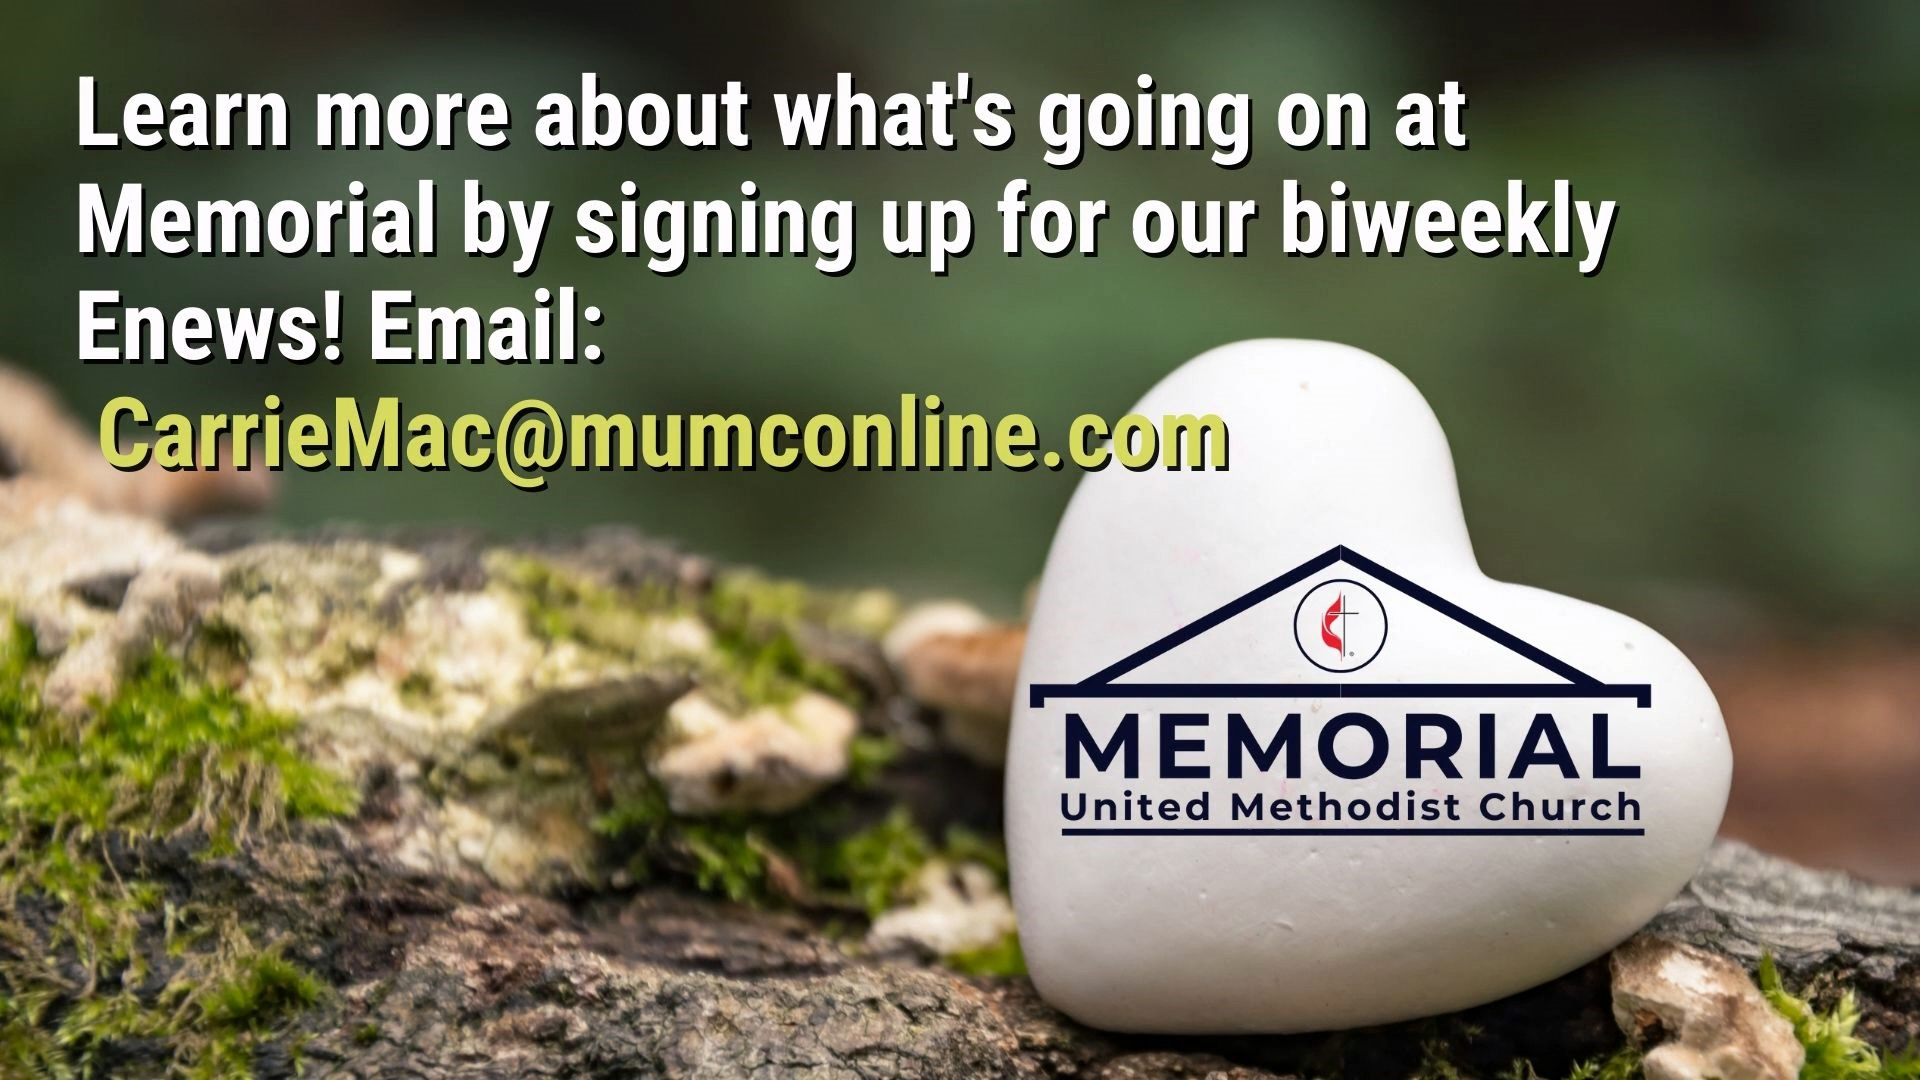 Learn more about what's going on at
Memorial by signing up for our biweekly
Enews! Email:
CarrieMac@mumconline.com
MEMORIAL
United Methodist Church